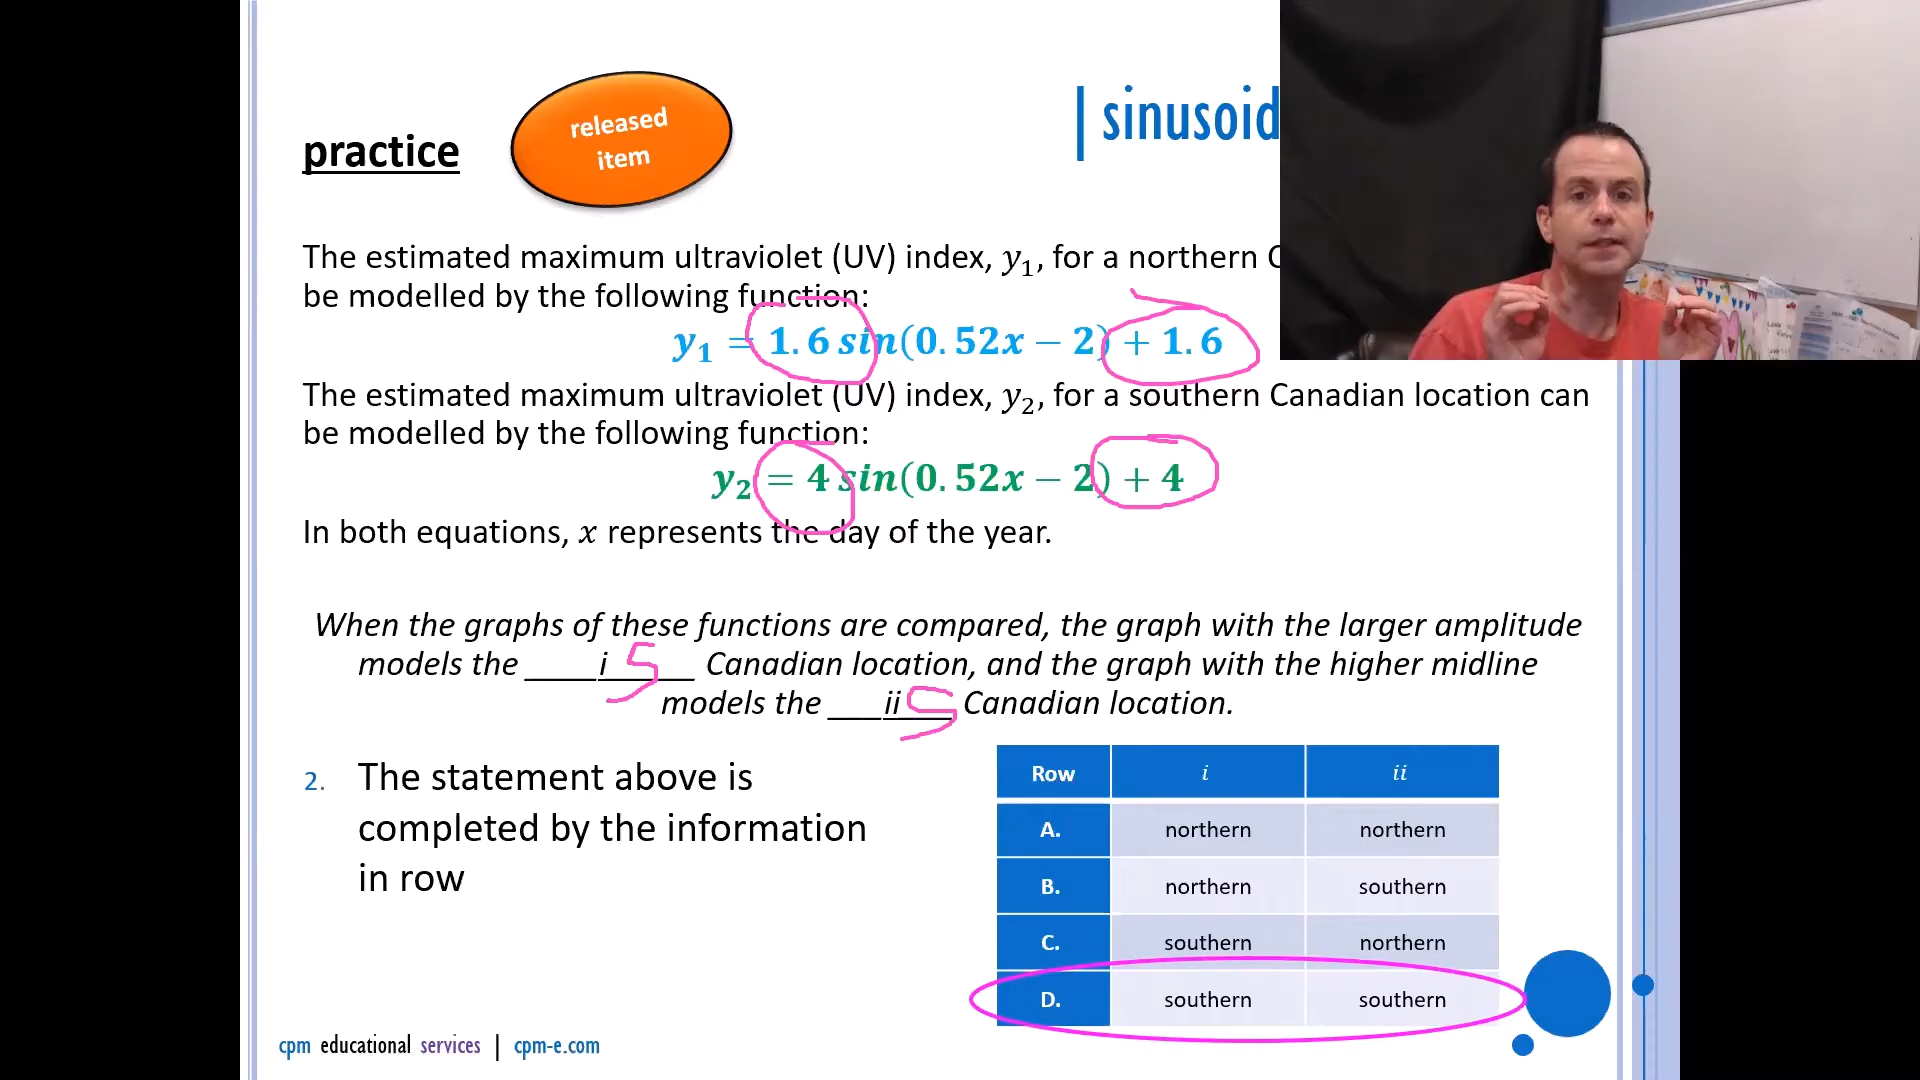 practice
released
item
| sinusoid
The estimated maximum ultraviolet (UV) index, y₁, for a northern C
be modelled by the following function:
y₁ = 1.6 sin(0.52x − 2) + 1.6
The estimated maximum ultraviolet (UV) index, y₂, for a southern Canadian location can
be modelled by the following function:
y₂ = 4 sin(0.52x − 2) + 4
In both equations, x represents the day of the year.
When the graphs of these functions are compared, the graph with the larger amplitude
models the ____i S__ Canadian location, and the graph with the higher midline
models the ___ii S__ Canadian location.
2. The statement above is
completed by the information
in row
Row i ii
A. northern northern
B. northern southern
C. southern northern
D. southern southern
cpm educational services | cpm-e.com